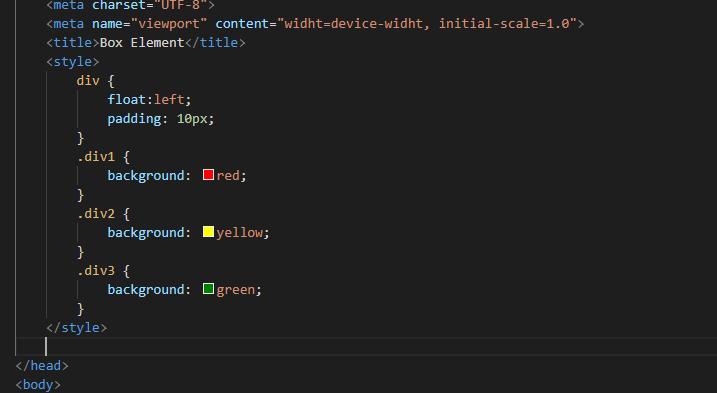 <meta charset="UTF-8">
<meta name="viewport" content="widht=device-widht, initial-scale=1.0">
<title>Box Element</title>
<style>
div {
float:left;
padding: 10px;
}
.div1 {
background: red;
}
.div2 {
background: yellow;
}
.div3 {
background: green;
}
</style>
</head>
<body>